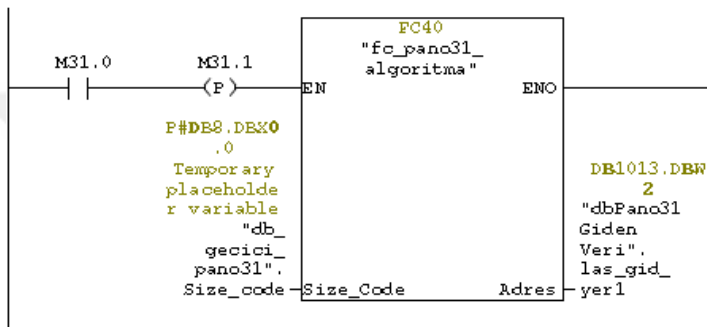 FC40
"fc_pano31_
algoritma"
M31.0
M31.1
(P)
EN
ENO
P#DB8.DBX0
.0
Temporary
placeholde
r variable
"db_
gecici_
pano31".
Size_code
Size_Code
Adres
DB1013.DBW
2
"dbPano31
Giden
Veri".
las_gid_
yer1